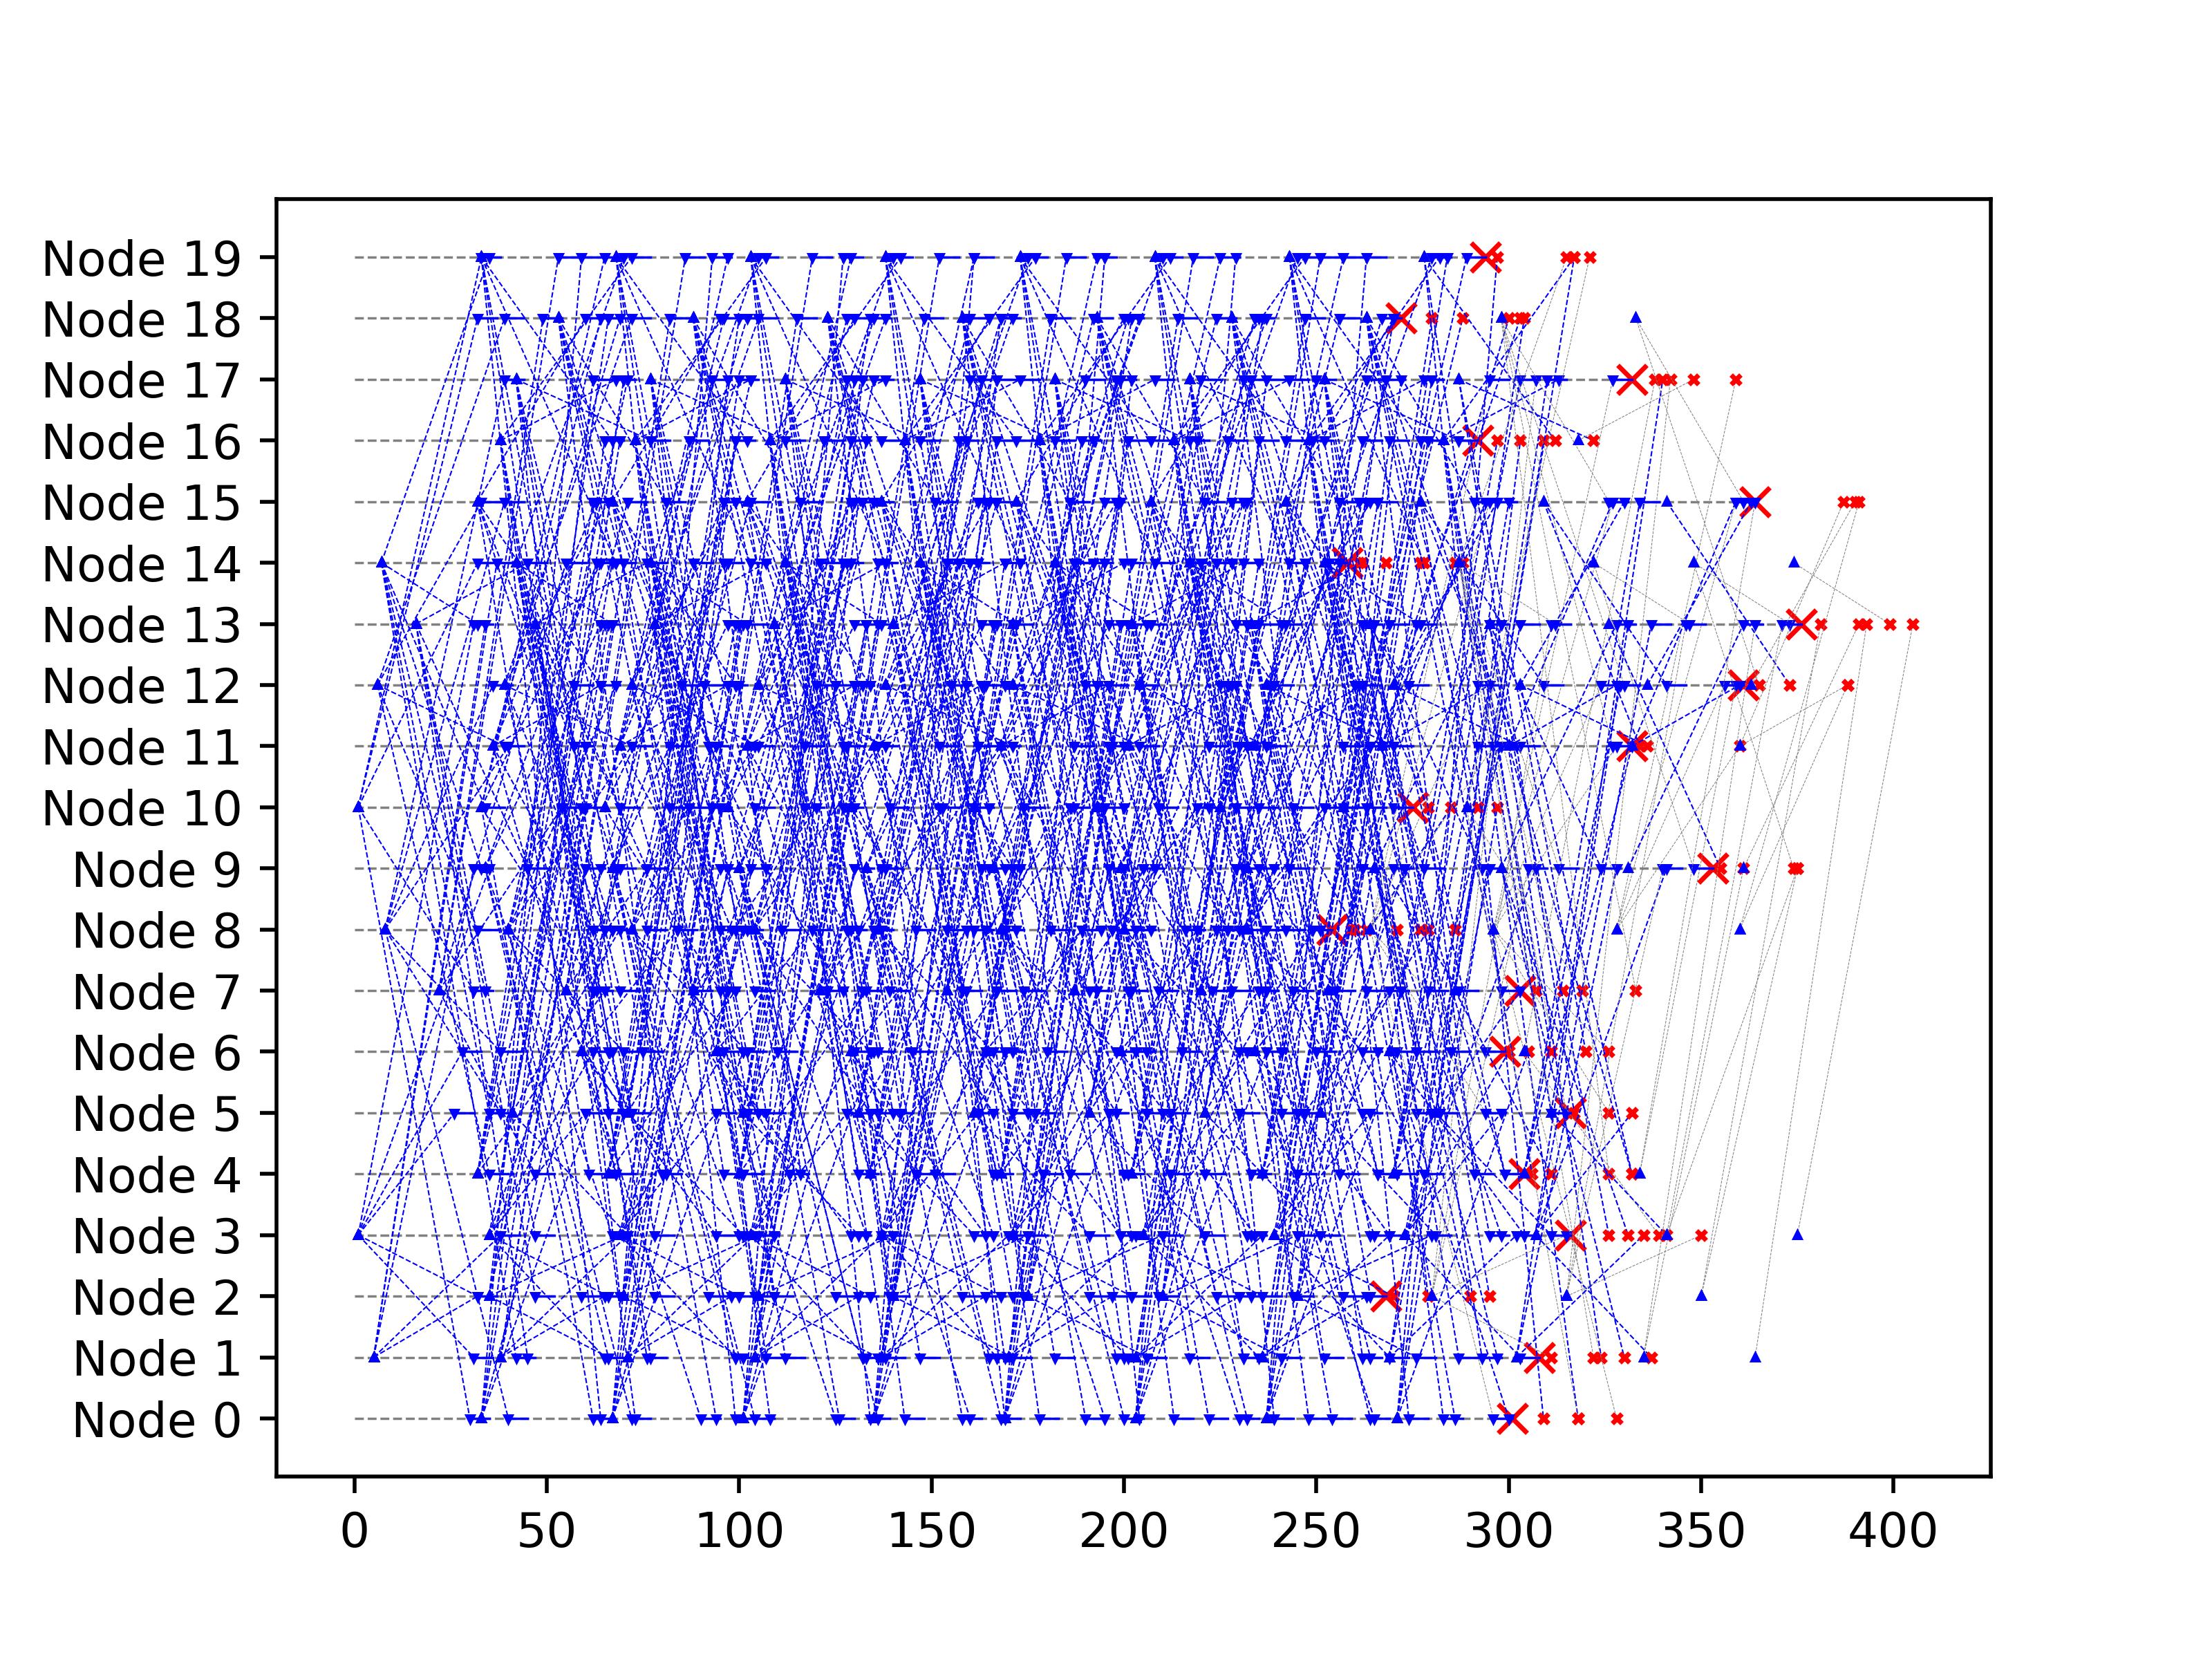 Node 19
Node 18
Node 17
Node 16
Node 15
Node 14
Node 13
Node 12
Node 11
Node 10
Node 9
Node 8
Node 7
Node 6
Node 5
Node 4
Node 3
Node 2
Node 1
Node 0
0 50 100 150 200 250 300 350 400